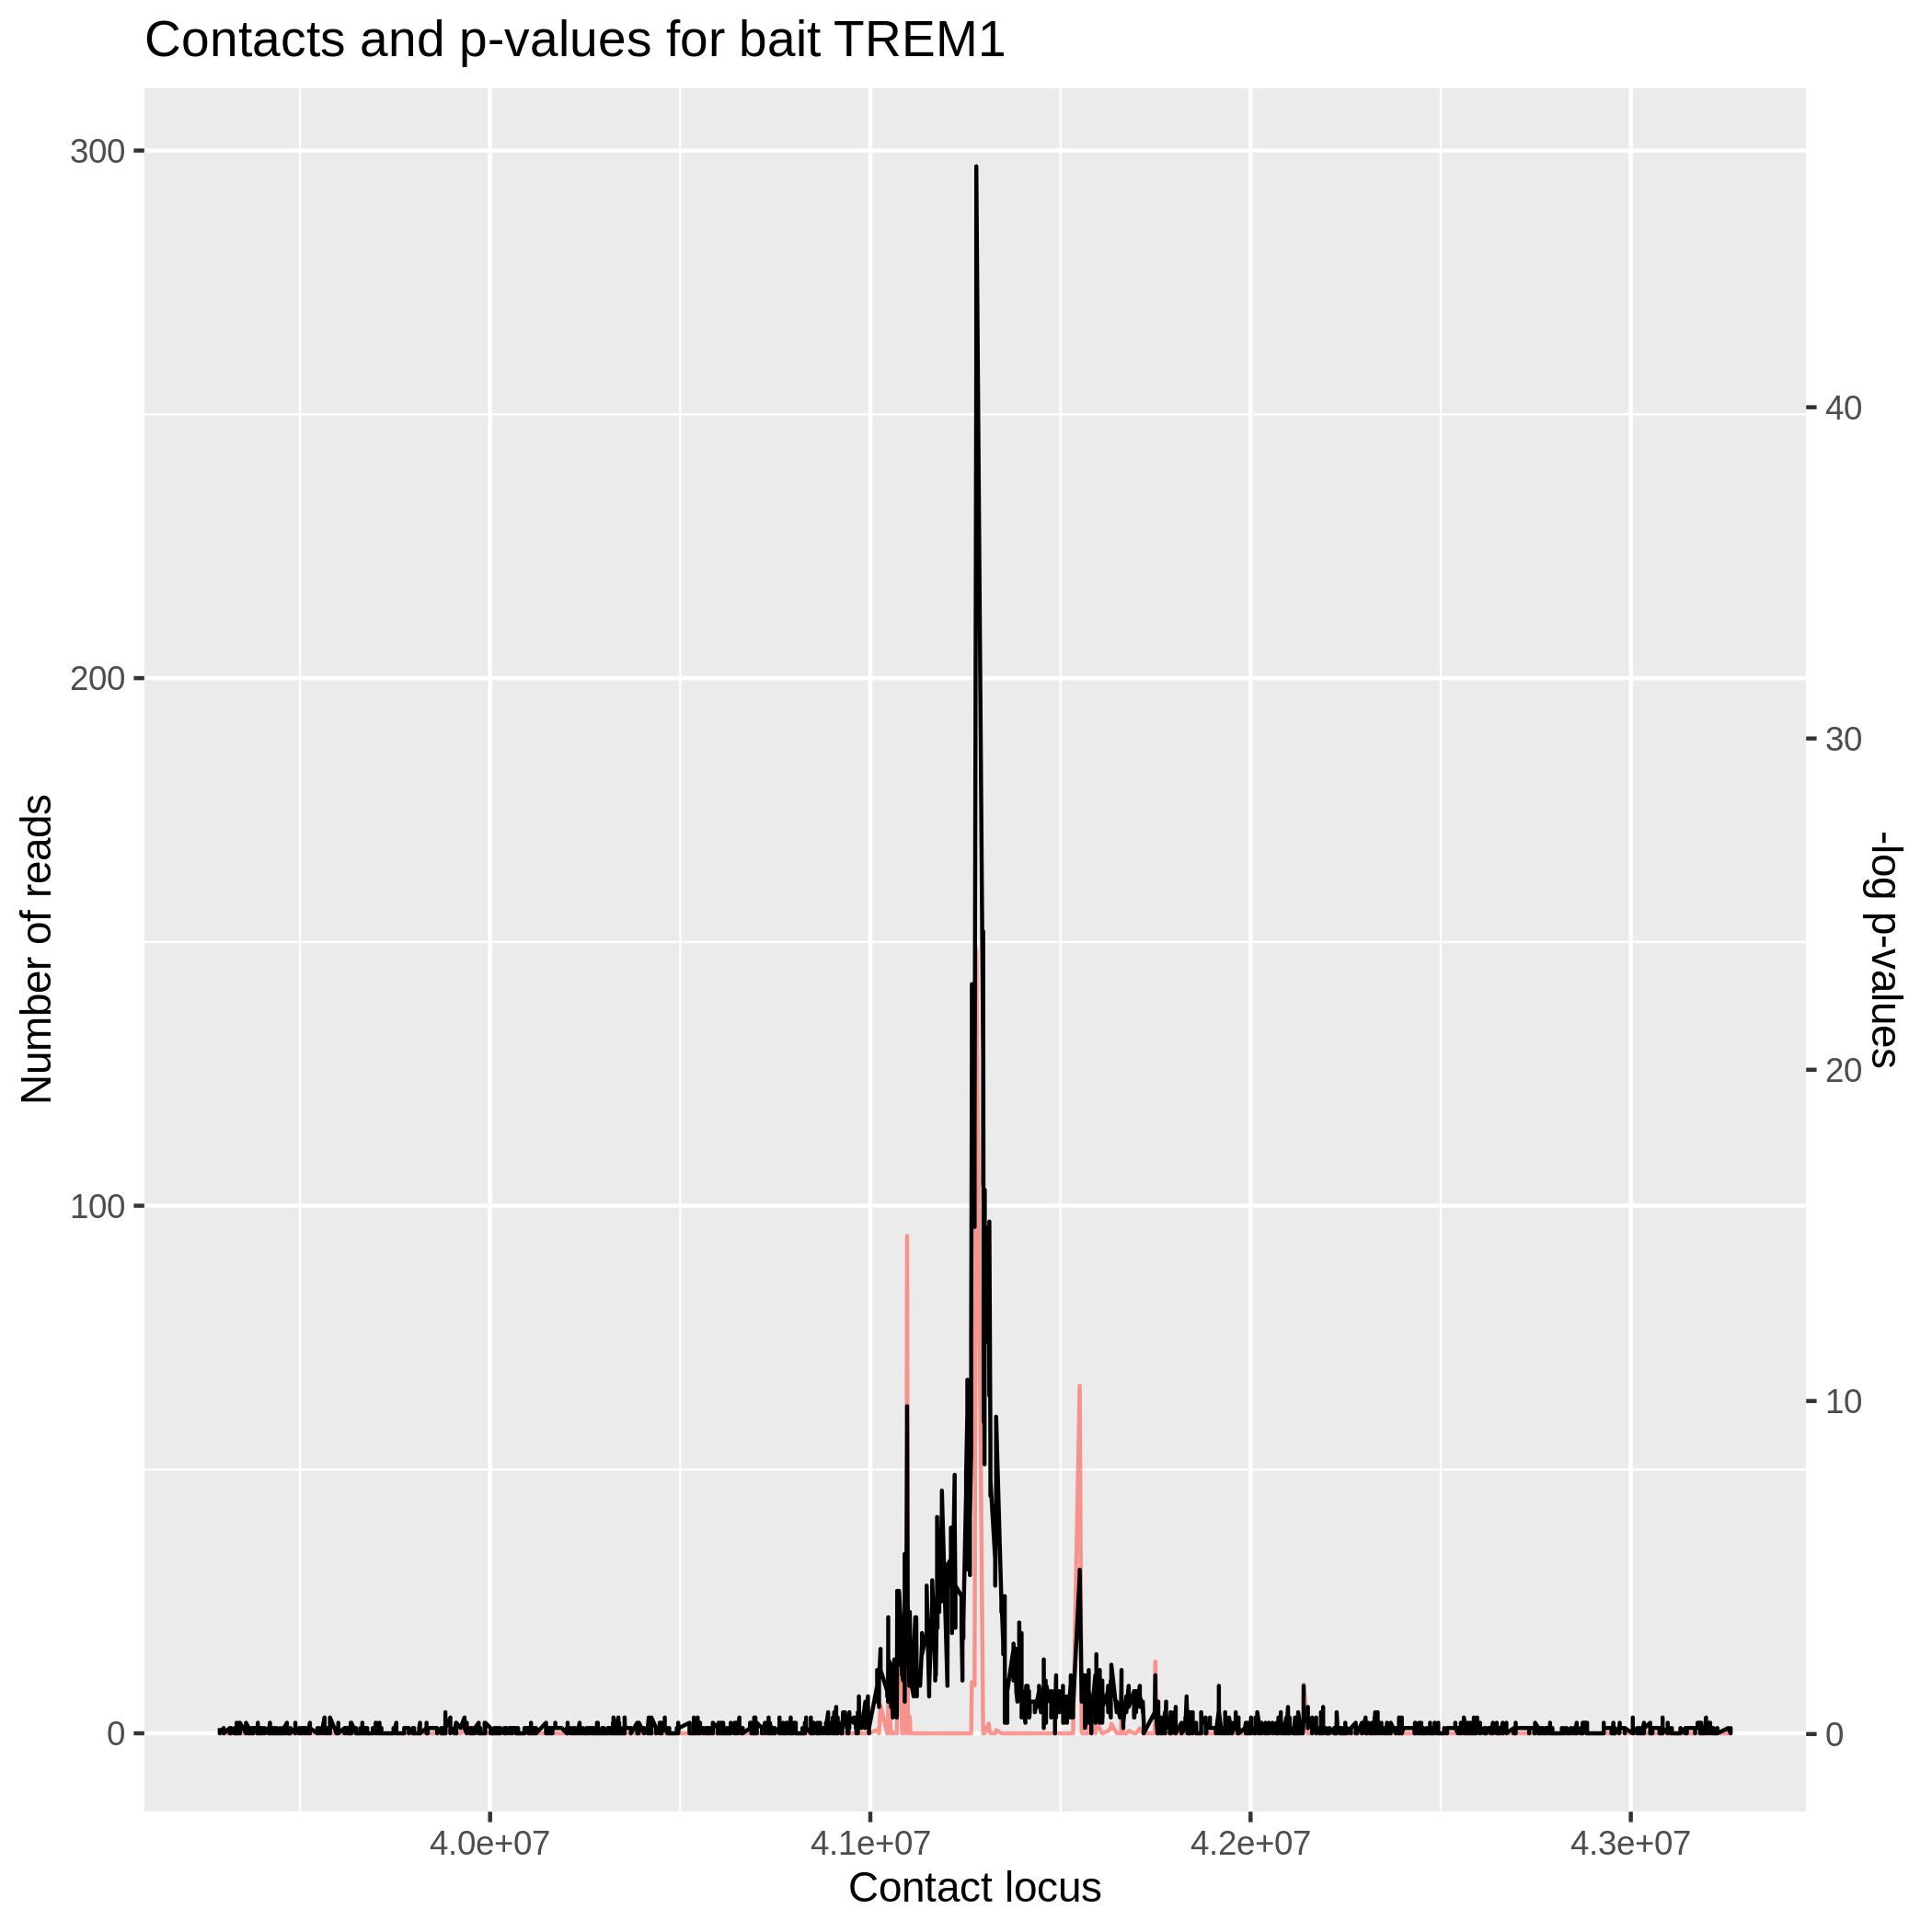 Contacts and p-values for bait TREM1
300
200
100
0
Number of reads
40
30
20
10
0
-log p-values
4.0e+07
4.1e+07
4.2e+07
4.3e+07
Contact locus